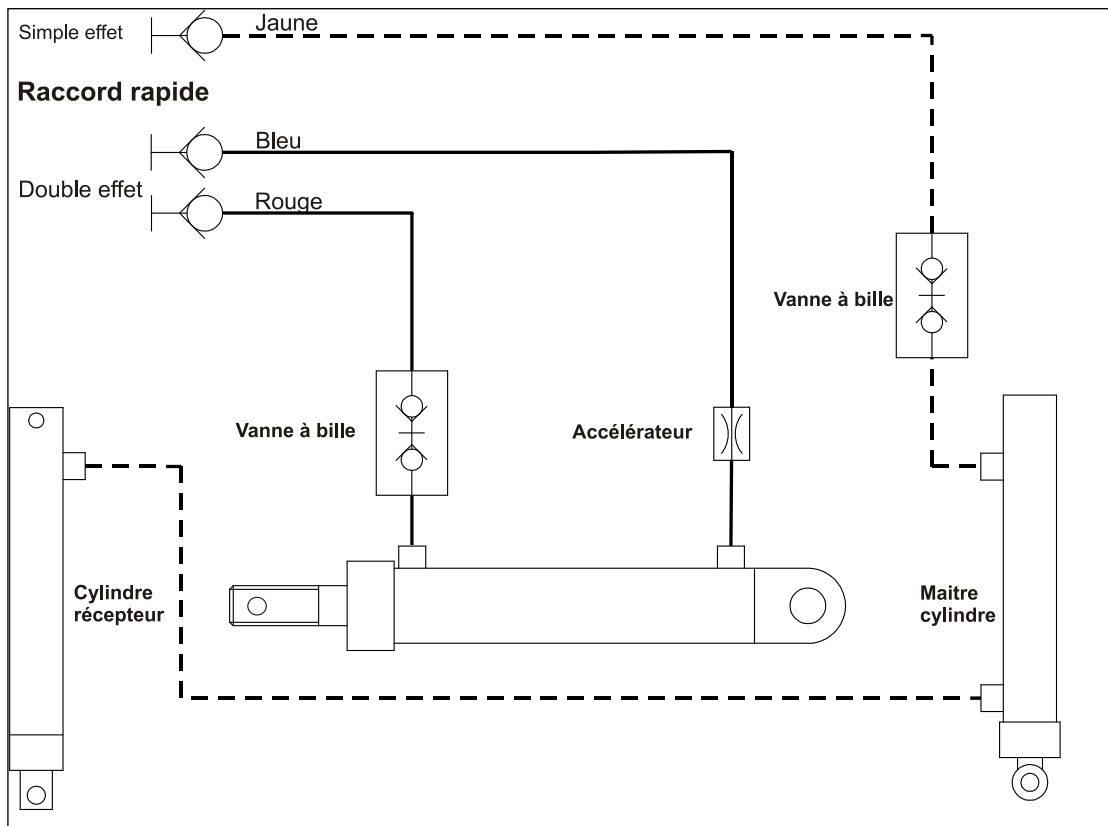 Simple effet
Jaune
Raccord rapide
Bleu
Double effet
Rouge
Vanne à bille
Vanne à bille
Accélérateur
Cylindre
récepteur
Maitre
cylindre